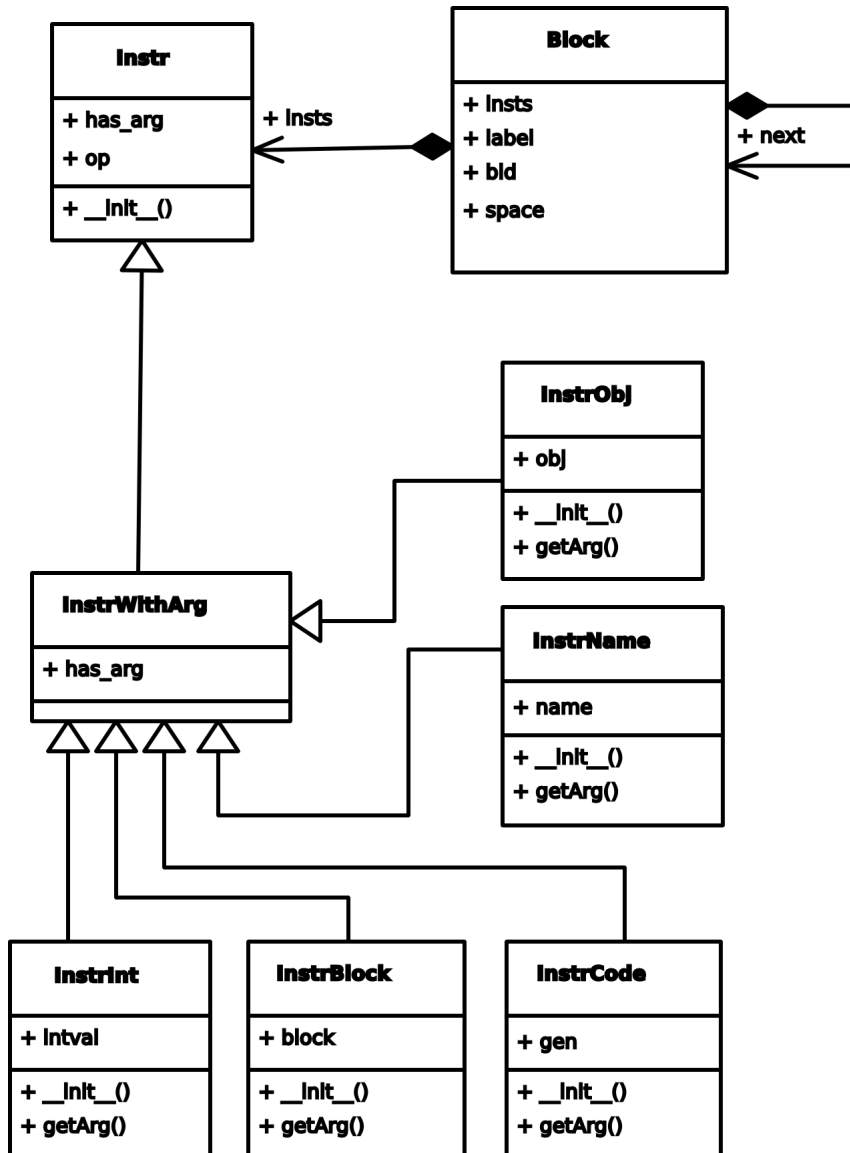 Instr
+ has_arg
+ op
+ __init__()
+ insts
Block
+ insts
+ label
+ bid
+ space
+ next
InstrObj
+ obj
+ __init__()
+ getArg()
InstrWithArg
+ has_arg
InstrName
+ name
+ __init__()
+ getArg()
InstrInt
+ intval
+ __init__()
+ getArg()
InstrBlock
+ block
+ __init__()
+ getArg()
InstrCode
+ gen
+ __init__()
+ getArg()